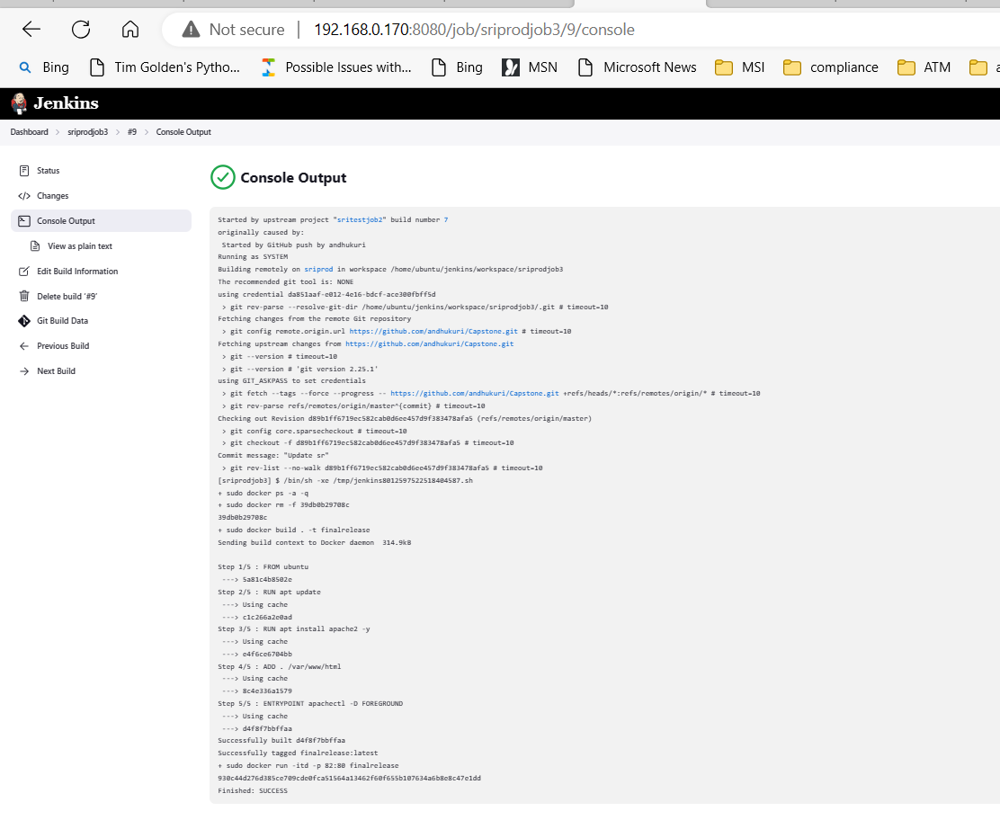 Not secure | 192.168.0.170:8080/job/sriprodjob3/9/console
Bing Tim Golden's Pytho... Possible Issues with... Bing MSN Microsoft News MSI compliance ATM a
Jenkins
Dashboard > sriprodjob3 > #9 > Console Output
Status
Changes
Console Output
View as plain text
Edit Build Information
Delete build '#9'
Git Build Data
Previous Build
Next Build
Console Output
Started by upstream project "sritestjob2" build number 7
originally caused by:
Started by GitHub push by andhukuri
Running as SYSTEM
Building remotely on sriprod in workspace /home/ubuntu/jenkins/workspace/sriprodjob3
The recommended git tool is: NONE
using credential da851aaf-e012-4e16-bdcf-ace300fbff5d
> git rev-parse --resolve-git-dir /home/ubuntu/jenkins/workspace/sriprodjob3/.git # timeout=10
Fetching changes from the remote Git repository
> git config remote.origin.url https://github.com/andhukuri/Capstone.git # timeout=10
Fetching upstream changes from https://github.com/andhukuri/Capstone.git
> git --version # timeout=10
> git --version # 'git version 2.25.1'
using GIT_ASKPASS to set credentials
> git fetch --tags --force --progress -- https://github.com/andhukuri/Capstone.git +refs/heads/*:refs/remotes/origin/* # timeout=10
> git rev-parse refs/remotes/origin/master^{commit} # timeout=10
Checking out Revision d89b1ff6719ec582cab0d6ee457d9f383478afa5 (refs/remotes/origin/master)
> git config core.sparsecheckout # timeout=10
> git checkout -f d89b1ff6719ec582cab0d6ee457d9f383478afa5 # timeout=10
Commit message: "Update sr"
> git rev-list --no-walk d89b1ff6719ec582cab0d6ee457d9f383478afa5 # timeout=10
[sriprodjob3] $ /bin/sh -xe /tmp/jenkins8012597522518404587.sh
+ sudo docker ps -a -q
+ sudo docker rm -f 39db0b29708c
39db0b29708c
+ sudo docker build . -t finalrelease
Sending build context to Docker daemon  314.9kB
Step 1/5 : FROM ubuntu
---> 5a81c4b8502e
Step 2/5 : RUN apt update
---> Using cache
---> c1c266a2e0ad
Step 3/5 : RUN apt install apache2 -y
---> Using cache
---> e4f6ce6704bb
Step 4/5 : ADD . /var/www/html
---> Using cache
---> 8c4e336a1579
Step 5/5 : ENTRYPOINT apachectl -D FOREGROUND
---> Using cache
---> d4f8f7bbffaa
Successfully built d4f8f7bbffaa
Successfully tagged finalrelease:latest
+ sudo docker run -itd -p 82:80 finalrelease
930c44d276d385ce709cde0fca51564a13462f60f655b107634a6b8e8c47e1dd
Finished: SUCCESS